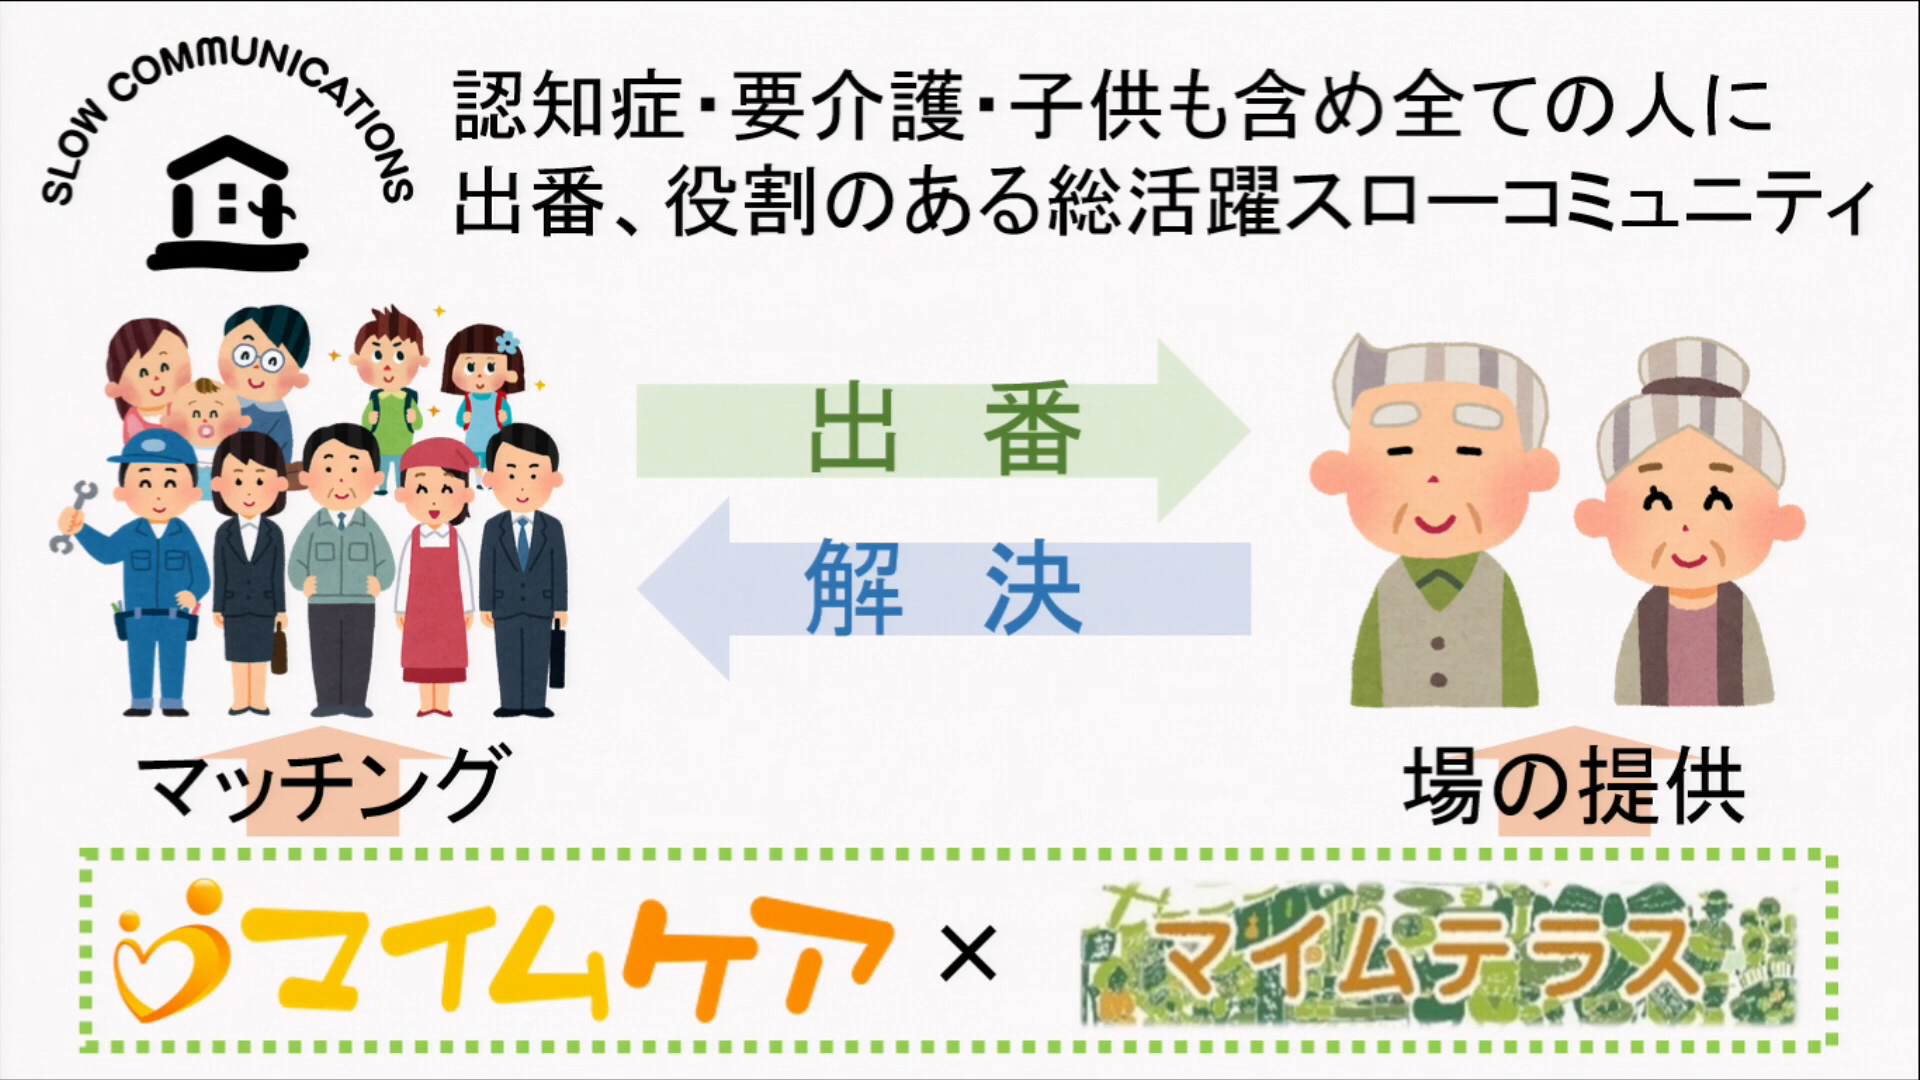 SLOW COMMUNICATIONS
認知症・要介護・子供も含め全ての人に
出番、役割のある総活躍スローコミュニティ
出 番
解 決
マッチング
場の提供
マイムケア × マイムテラス